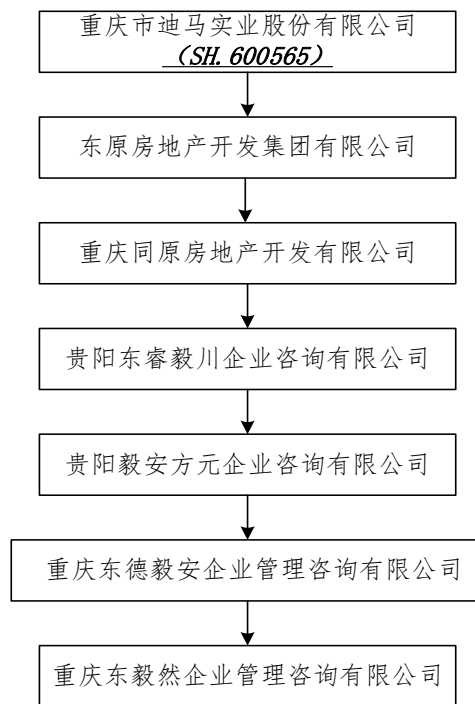 重庆市迪马实业股份有限公司
（SH.600565）
东原房地产开发集团有限公司
重庆同原房地产开发有限公司
贵阳东睿毅川企业咨询有限公司
贵阳毅安方元企业咨询有限公司
重庆东德毅安企业管理咨询有限公司
重庆东毅然企业管理咨询有限公司